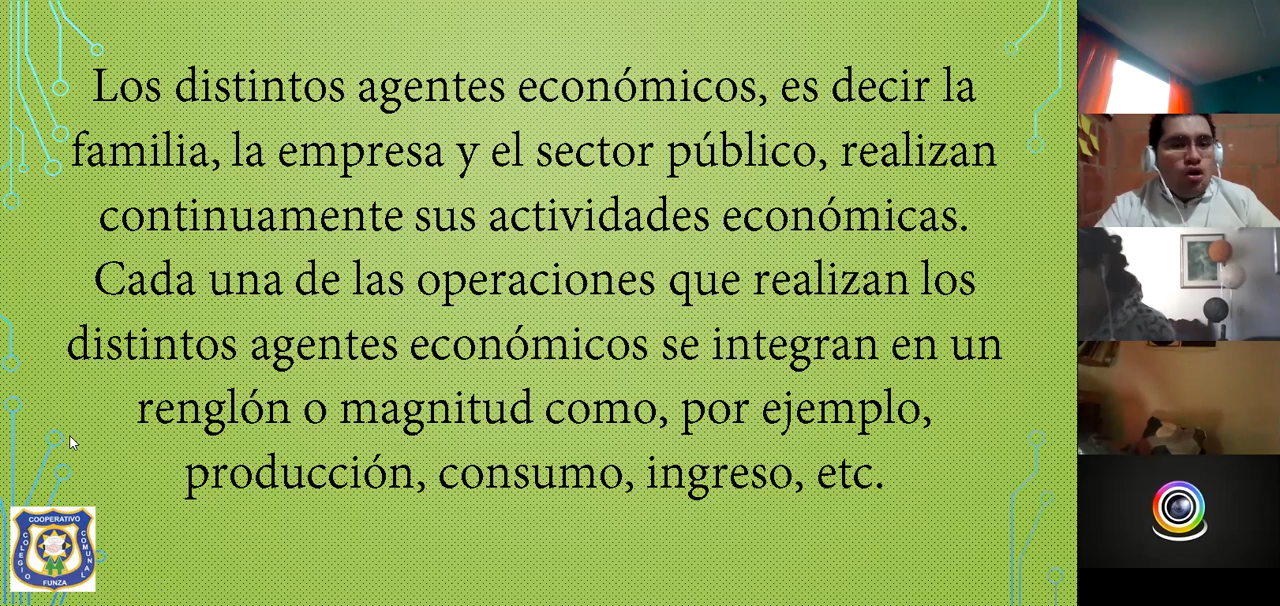 Los distintos agentes económicos, es decir la
familia, la empresa y el sector público, realizan
continuamente sus actividades económicas.
Cada una de las operaciones que realizan los
distintos agentes económicos se integran en un
renglón o magnitud como, por ejemplo,
producción, consumo, ingreso, etc.
COOPERATIVO
COLEGIO
COMUNAL
FUNZA